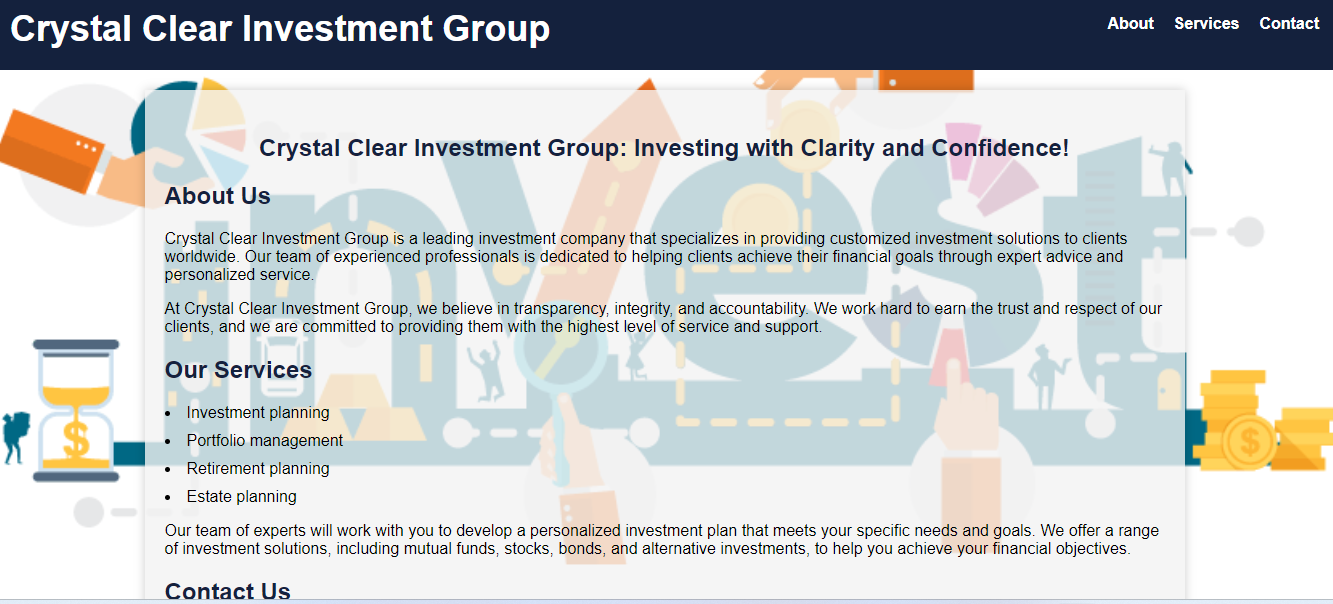 Crystal Clear Investment Group
About Services Contact
Crystal Clear Investment Group: Investing with Clarity and Confidence!
About Us
Crystal Clear Investment Group is a leading investment company that specializes in providing customized investment solutions to clients
worldwide. Our team of experienced professionals is dedicated to helping clients achieve their financial goals through expert advice and
personalized service.
At Crystal Clear Investment Group, we believe in transparency, integrity, and accountability. We work hard to earn the trust and respect of our
clients, and we are committed to providing them with the highest level of service and support.
Our Services
• Investment planning
• Portfolio management
• Retirement planning
• Estate planning
Our team of experts will work with you to develop a personalized investment plan that meets your specific needs and goals. We offer a range
of investment solutions, including mutual funds, stocks, bonds, and alternative investments, to help you achieve your financial objectives.
Contact Us
invest
$
$